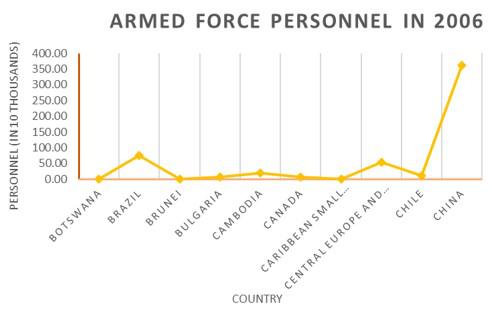 ARMED FORCE PERSONNEL IN 2006
PERSONNEL (IN 10 THOUSANDS)
400.00
350.00
300.00
250.00
200.00
150.00
100.00
50.00
0.00
BOTSWANA
BRAZIL
BRUNEI
BULGARIA
CAMBODIA
CANADA
CARIBBEAN SMALL...
CENTRAL EUROPE AND...
CHILE
CHINA
COUNTRY